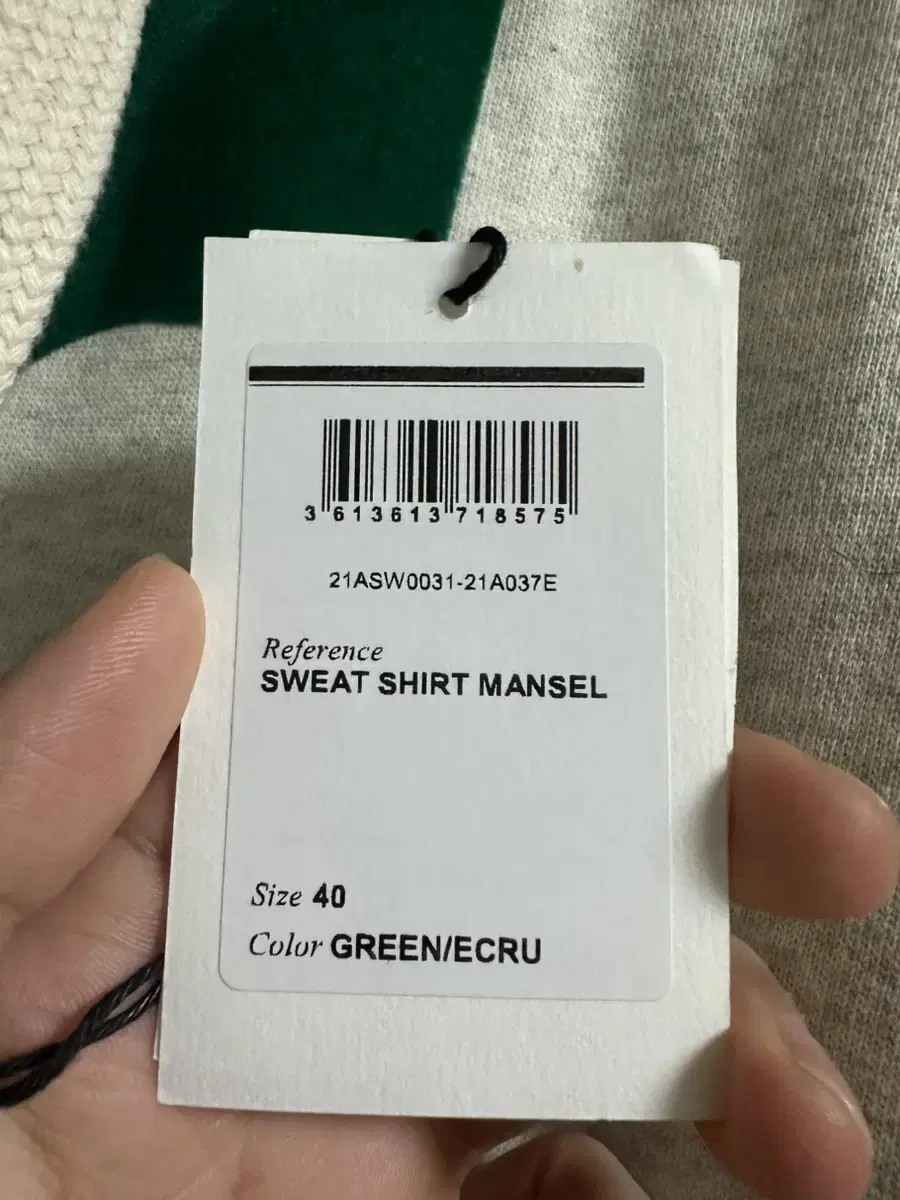 3 613613 718575
21ASW0031-21A037E
Reference
SWEAT SHIRT MANSEL
Size 40
Color GREEN/ECRU